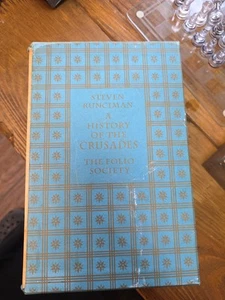 STEVEN
RUNCIMAN
A
HISTORY
OF THE
CRUSADES
THE FOLIO
SOCIETY